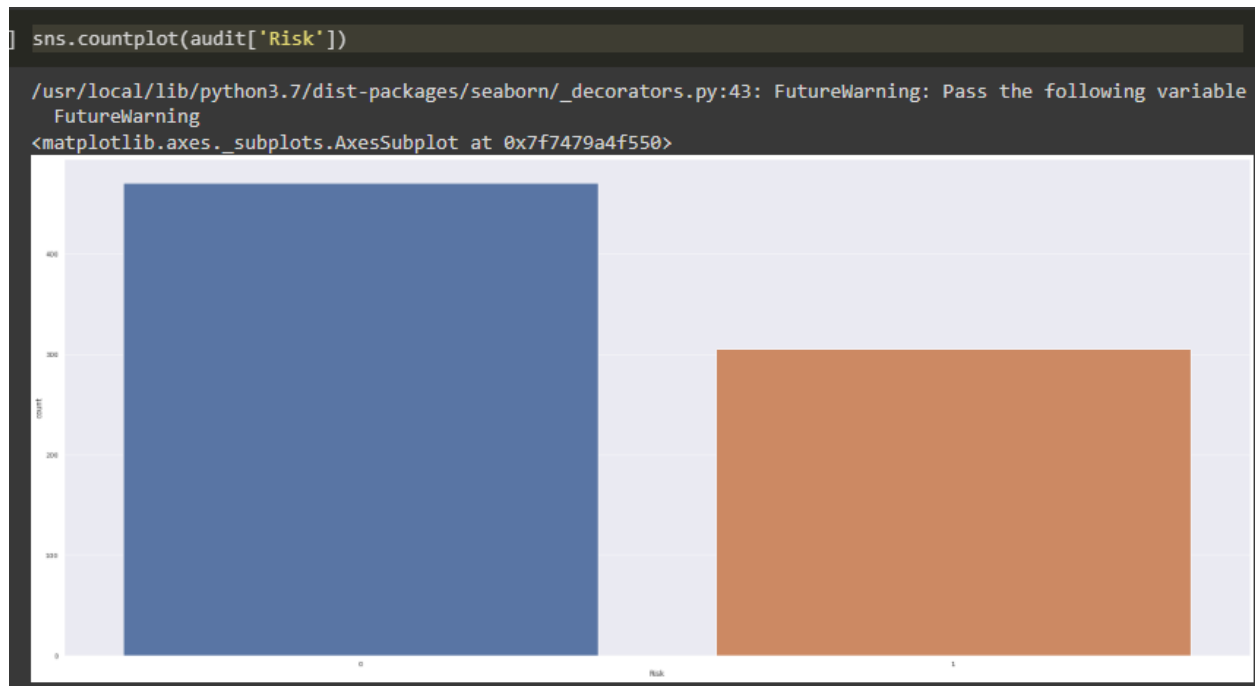 ] sns.countplot(audit['Risk'])
/usr/local/lib/python3.7/dist-packages/seaborn/_decorators.py:43: FutureWarning: Pass the following variable
FutureWarning
<matplotlib.axes._subplots.AxesSubplot at 0x7f7479a4f550>
400
300
count
200
100
0
0
1
Risk